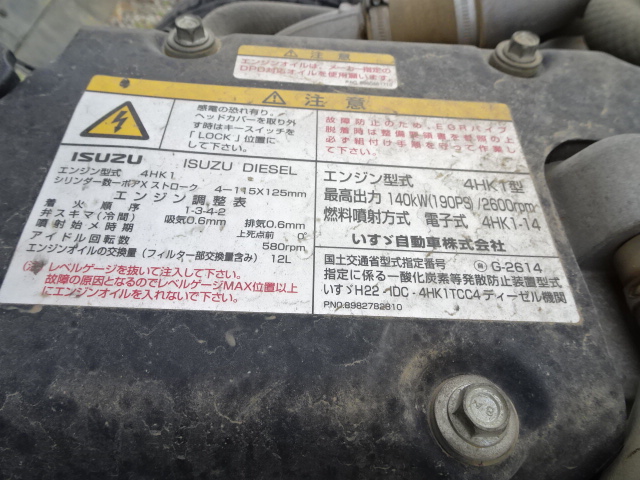 注意
エンジンオイルは、メーカー指定の
DPD対応オイルを使用願います。
注意
感電の恐れ有り。
ヘッドカバーを取り外
す時はキースイッチを
「LOCK」位置に
して下さい。
故障防止のため、EGRパイプ
脱着時は整備要領書を参照の上
必ず組付け手順を守って作業し
て下さい。
ISUZU ISUZU DIESEL
エンジン型式 4HK1
シリンダー数－ボアXストローク 4－115X125mm
エンジン調整表
着火順序 1-3-4-2
弁スキマ(冷間) 吸気0.6mm 排気0.6mm
噴射始メ時期 上死点前 0°
アイドル回転数 580rpm
エンジンオイルの交換量(フィルター部交換量含み) 12L
(注)レベルゲージを抜いて注入して下さい。
故障の原因となるのでレベルゲージMAX位置以上
にエンジンオイルを入れないで下さい。
エンジン型式 4HK1型
最高出力 140kW(190PS)/2600rpm
燃料噴射方式 電子式 4HK1-14
いすゞ自動車株式会社
国土交通省型式指定番号 G-2614
指定に係る一酸化炭素等発散防止装置型式
いすゞH22-1DC-4HK1TCC4ディーゼル機関
PNO.8982782810